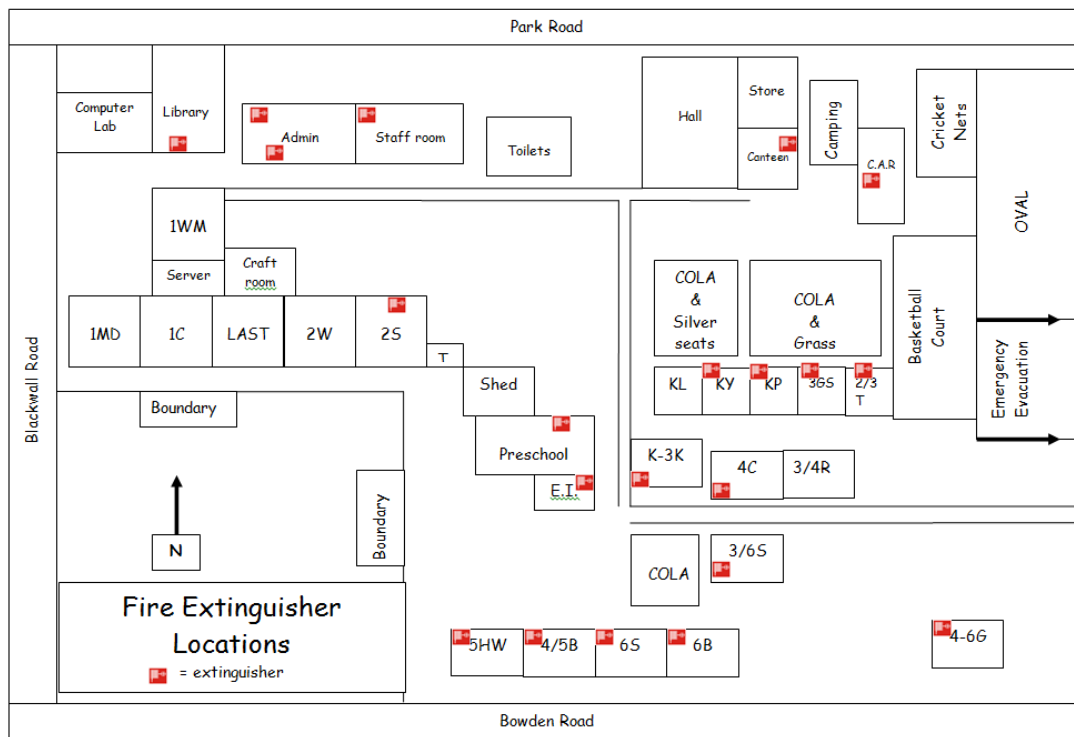 Park Road
Computer
Lab
Library
Admin
Staff room
Toilets
Hall
Store
Canteen
Camping
C.A.R
Cricket
Nets
OVAL
1WM
Server
Craft
room
1MD
1C
LAST
2W
2S
T
Shed
Preschool
E.I.
COLA
&
Silver
seats
COLA
&
Grass
Basketball
Court
Emergency
Evacuation
KL
KY
KP
3GS
2/3
T
K-3K
4C
3/4R
Blackwall Road
Boundary
Boundary
N
COLA
3/6S
Fire Extinguisher
Locations
= extinguisher
5HW
4/5B
6S
6B
4-6G
Bowden Road